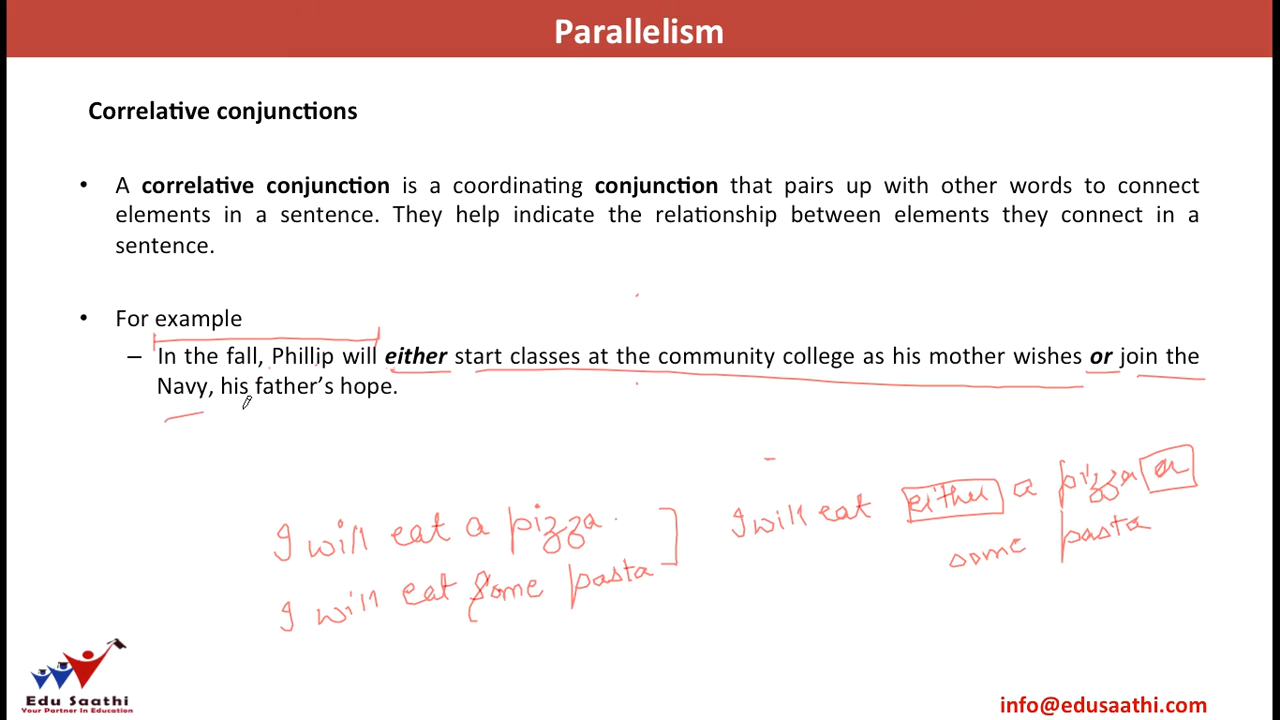 Parallelism
Correlative conjunctions
• A correlative conjunction is a coordinating conjunction that pairs up with other words to connect
elements in a sentence. They help indicate the relationship between elements they connect in a
sentence.
• For example
– In the fall, Phillip will either start classes at the community college as his mother wishes or join the
Navy, his father's hope.
I will eat a pizza.
I will eat some pasta
I will eat either a pizza or
some pasta
Edu Saathi
Your Partner In Education
info@edusaathi.com